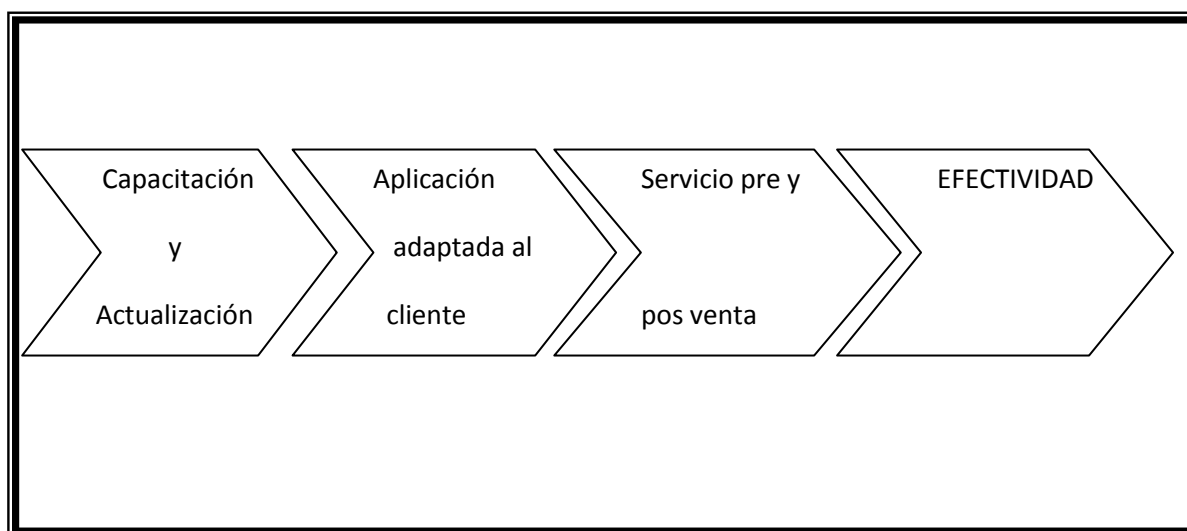 Capacitación
y
Actualización
Aplicación
adaptada al
cliente
Servicio pre y
pos venta
EFECTIVIDAD